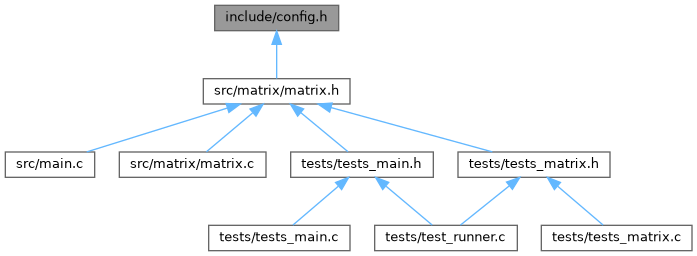 include/config.h
src/matrix/matrix.h
src/main.c
src/matrix/matrix.c
tests/tests_main.h
tests/tests_matrix.h
tests/tests_main.c
tests/test_runner.c
tests/tests_matrix.c